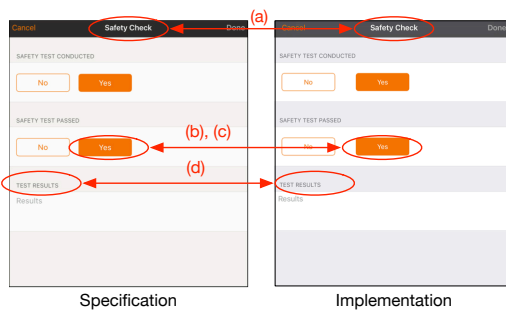 (a)
Cancel Safety Check Done
Cancel Safety Check Done
SAFETY TEST CONDUCTED
SAFETY TEST CONDUCTED
No Yes
No Yes
SAFETY TEST PASSED
SAFETY TEST PASSED
(b), (c)
No Yes
No Yes
(d)
TEST RESULTS
TEST RESULTS
Results
Results
Specification
Implementation